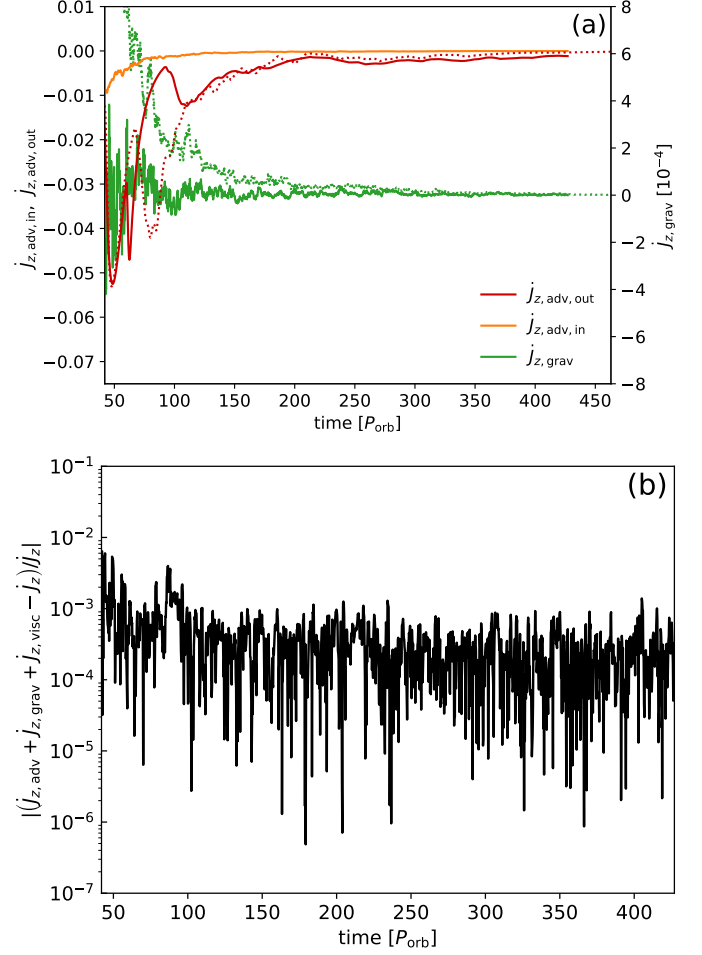 (a)
0.01
0.00
−0.01
−0.02
−0.03
−0.04
−0.05
−0.06
−0.07
J̇z,adv,in, J̇z,adv,out
8
6
4
2
0
−2
−4
−6
−8
J̇z,grav [10−4]
J̇z,adv,out
J̇z,adv,in
J̇z,grav
50 100 150 200 250 300 350 400 450
time [Porb]
(b)
10−1
10−2
10−3
10−4
10−5
10−6
10−7
|(J̇z,adv + J̇z,grav + J̇z,visc − J̇z)/Jz|
50 100 150 200 250 300 350 400
time [Porb]